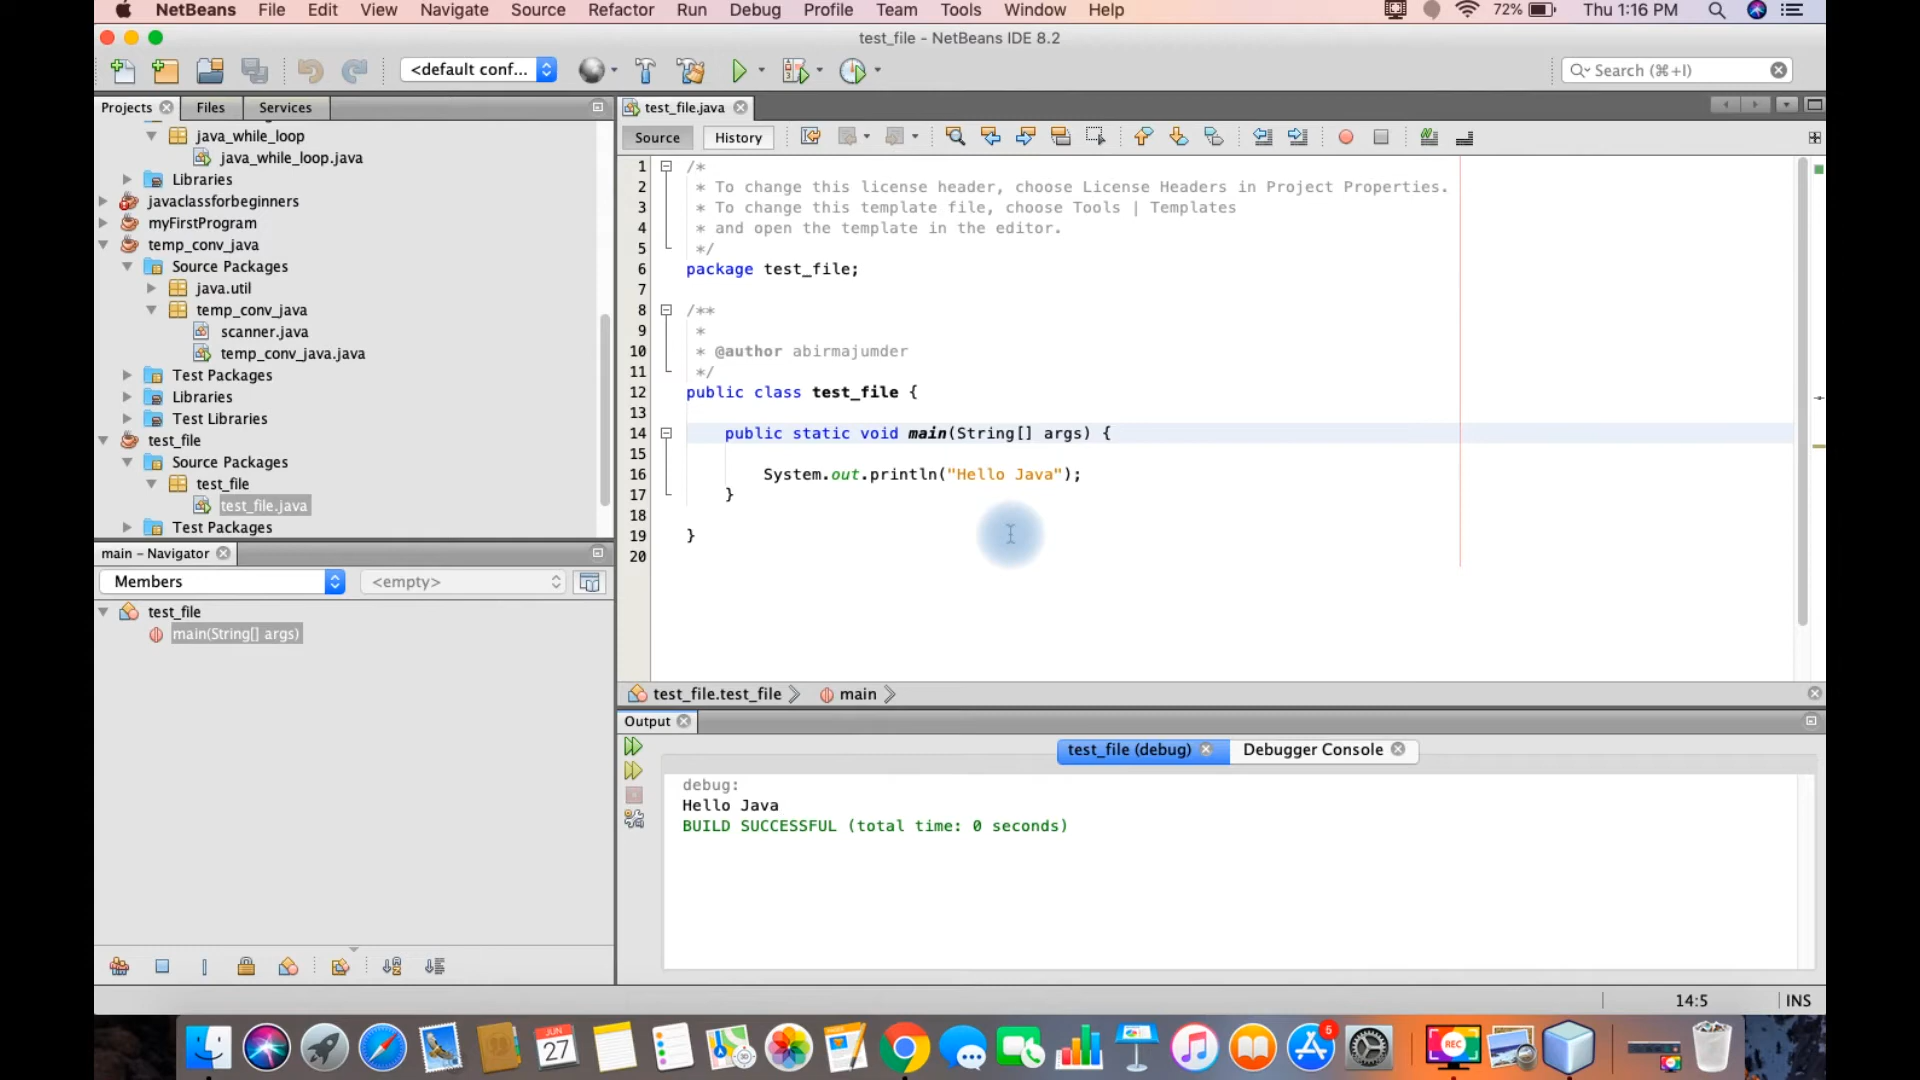 NetBeans File Edit View Navigate Source Refactor Run Debug Profile Team Tools Window Help 72% Thu 1:16 PM
test_file - NetBeans IDE 8.2
<default conf... Search (⌘+I)
Projects Files Services
java_while_loop
java_while_loop.java
Libraries
javaclassforbeginners
myFirstProgram
temp_conv_java
Source Packages
java.util
temp_conv_java
scanner.java
temp_conv_java.java
Test Packages
Libraries
Test Libraries
test_file
Source Packages
test_file
test_file.java
Test Packages
main - Navigator
Members <empty>
test_file
main(String[] args)
test_file.java
Source History
1 /*
2 * To change this license header, choose License Headers in Project Properties.
3 * To change this template file, choose Tools | Templates
4 * and open the template in the editor.
5 */
6 package test_file;
7
8 /**
9 *
10 * @author abirmajumder
11 */
12 public class test_file {
13
14 public static void main(String[] args) {
15
16 System.out.println("Hello Java");
17 }
18
19 }
20
test_file.test_file main
Output
test_file (debug) Debugger Console
debug:
Hello Java
BUILD SUCCESSFUL (total time: 0 seconds)
14:5 INS
JUN
27
5
REC